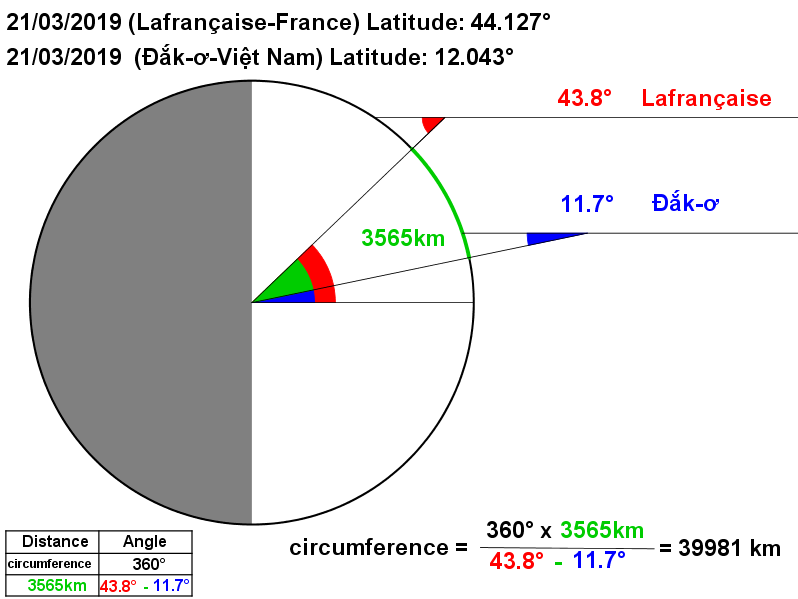 21/03/2019 (Lafrançaise-France) Latitude: 44.127°
21/03/2019 (Đắk-ơ-Việt Nam) Latitude: 12.043°
43.8° Lafrançaise
11.7° Đắk-ơ
3565km
Distance Angle
circumference 360°
3565km 43.8° - 11.7°
360° x 3565km
circumference = = 39981 km
43.8° - 11.7°